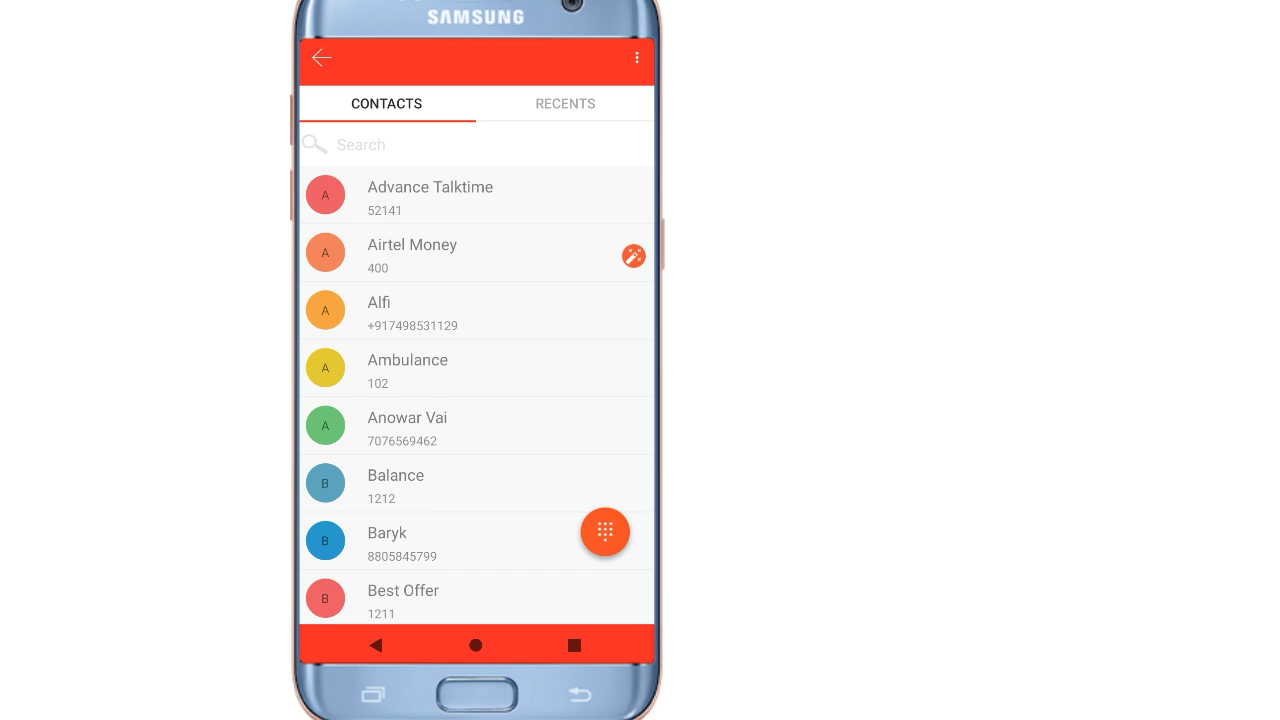 SAMSUNG
CONTACTS
RECENTS
Search
A
Advance Talktime
52141
A
Airtel Money
400
A
Alfi
+917498531129
A
Ambulance
102
A
Anowar Vai
7076569462
B
Balance
1212
B
Baryk
8805845799
B
Best Offer
1211